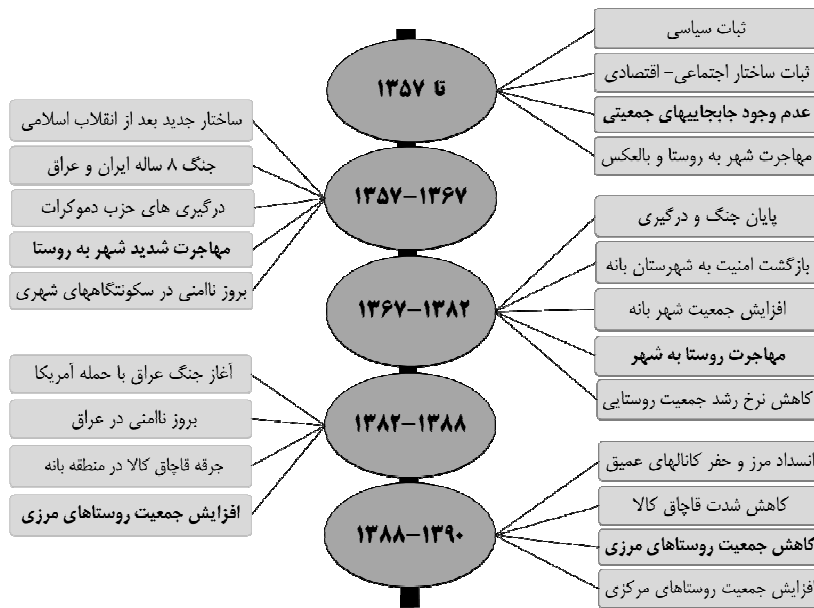 تا ۱۳۵۷
ثبات سیاسی
ثبات ساختار اجتماعی- اقتصادی
عدم وجود جابجاییهای جمعیتی
مهاجرت شهر به روستا و بالعکس
۱۳۵۷-۱۳۶۷
ساختار جدید بعد از انقلاب اسلامی
جنگ ۸ ساله ایران و عراق
درگیری های حزب دموکرات
مهاجرت شدید شهر به روستا
بروز ناامنی در سکونتگاههای شهری
۱۳۶۷-۱۳۸۲
پایان جنگ و درگیری
بازگشت امنیت به شهرستان بانه
افزایش جمعیت شهر بانه
مهاجرت روستا به شهر
کاهش نرخ رشد جمعیت روستایی
۱۳۸۲-۱۳۸۸
آغاز جنگ عراق با حمله آمریکا
بروز ناامنی در عراق
جرقه قاچاق کالا در منطقه بانه
افزایش جمعیت روستاهای مرزی
۱۳۸۸-۱۳۹۰
انسداد مرز و حفر کانالهای عمیق
کاهش شدت قاچاق کالا
کاهش جمعیت روستاهای مرزی
افزایش جمعیت روستاهای مرکزی